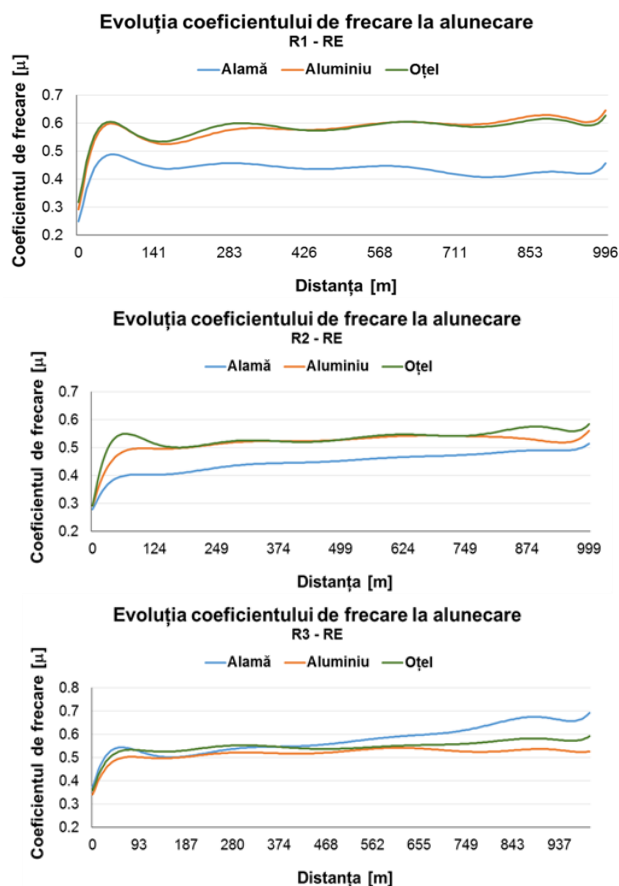 Evoluția coeficientului de frecare la alunecare
R1 - RE
Alamă Aluminiu Oțel
Coeficientul de frecare [µ]
0.7
0.6
0.5
0.4
0.3
0.2
0 141 283 426 568 711 853 996
Distanța [m]
Evoluția coeficientului de frecare la alunecare
R2 - RE
Alamă Aluminiu Oțel
Coeficientul de frecare [µ]
0.7
0.6
0.5
0.4
0.3
0.2
0 124 249 374 499 624 749 874 999
Distanța [m]
Evoluția coeficientului de frecare la alunecare
R3 - RE
Alamă Aluminiu Oțel
Coeficientul de frecare [µ]
0.8
0.7
0.6
0.5
0.4
0.3
0.2
0 93 187 280 374 468 562 655 749 843 937
Distanța [m]